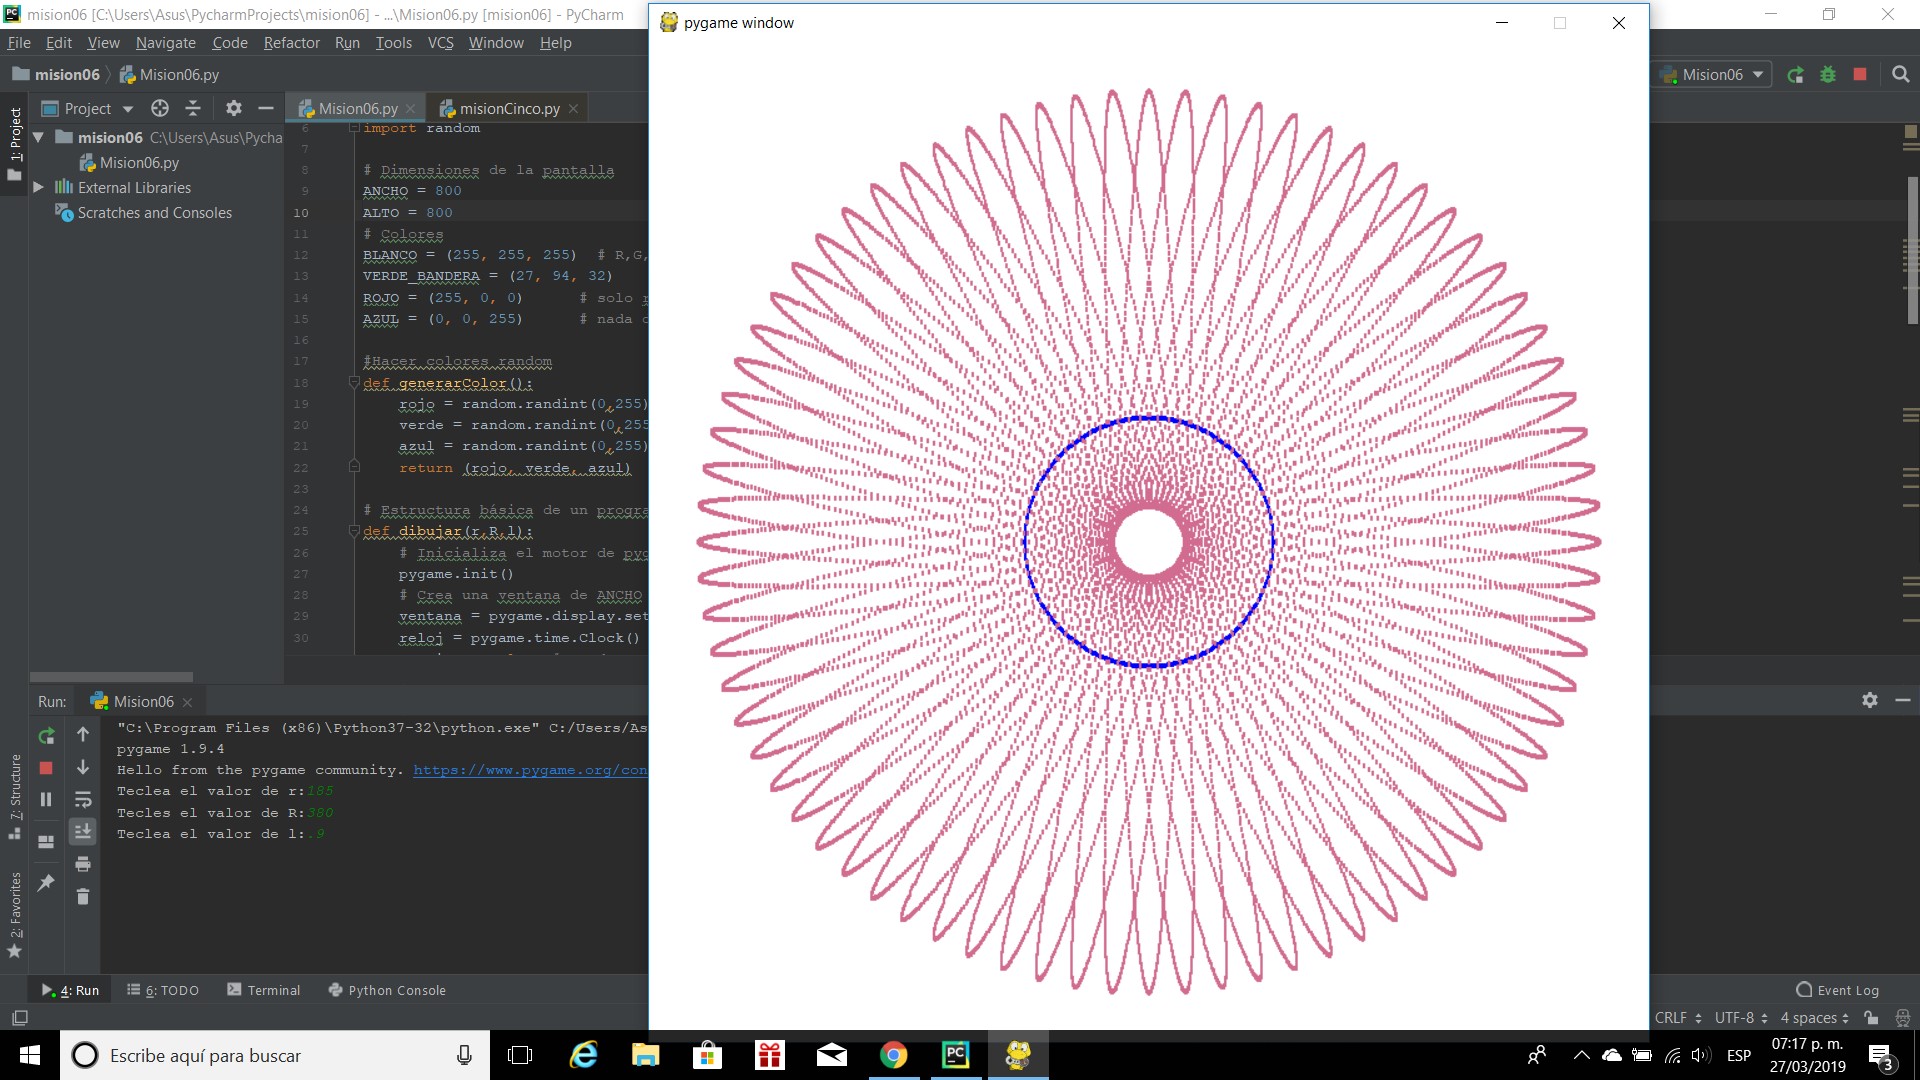 mision06 [C:\Users\Asus\PycharmProjects\mision06] - ...\Mision06.py [mision06] - PyCharm
File Edit View Navigate Code Refactor Run Tools VCS Window Help
mision06 Mision06.py
pygame window
Mision06
1: Project
Project
Mision06.py
misionCinco.py
mision06 C:\Users\Asus\Pycha
Mision06.py
External Libraries
Scratches and Consoles
6 import random
7
8 # Dimensiones de la pantalla
9 ANCHO = 800
10 ALTO = 800
11 # Colores
12 BLANCO = (255, 255, 255)  # R,G,
13 VERDE_BANDERA = (27, 94, 32)
14 ROJO = (255, 0, 0)      # solo
15 AZUL = (0, 0, 255)      # nada
16
17 #Hacer colores random
18 def generarColor():
19     rojo = random.randint(0,255)
20     verde = random.randint(0,255
21     azul = random.randint(0,255)
22     return (rojo, verde, azul)
23
24 # Estructura básica de un progra
25 def dibujar(r,R,l):
26     # Inicializa el motor de pyg
27     pygame.init()
28     # Crea una ventana de ANCHO
29     ventana = pygame.display.set
30     reloj = pygame.time.Clock()
Run: Mision06
"C:\Program Files (x86)\Python37-32\python.exe" C:/Users/As
pygame 1.9.4
Hello from the pygame community. https://www.pygame.org/con
Teclea el valor de r:185
Tecles el valor de R:380
Teclea el valor de l:.9
7: Structure
2: Favorites
4: Run 6: TODO Terminal Python Console
Event Log
CRLF UTF-8 4 spaces
Escribe aquí para buscar
PC
ESP
07:17 p. m.
27/03/2019
3